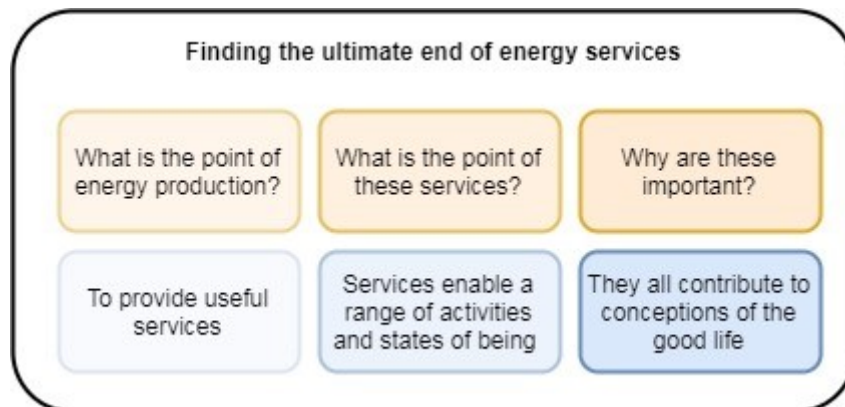 Finding the ultimate end of energy services
What is the point of
energy production?
What is the point of
these services?
Why are these
important?
To provide useful
services
Services enable a
range of activities
and states of being
They all contribute to
conceptions of the
good life